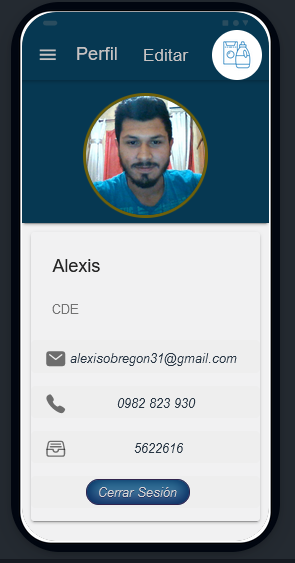 Perfil Editar
Alexis
CDE
alexisobregon31@gmail.com
0982 823 930
5622616
Cerrar Sesión